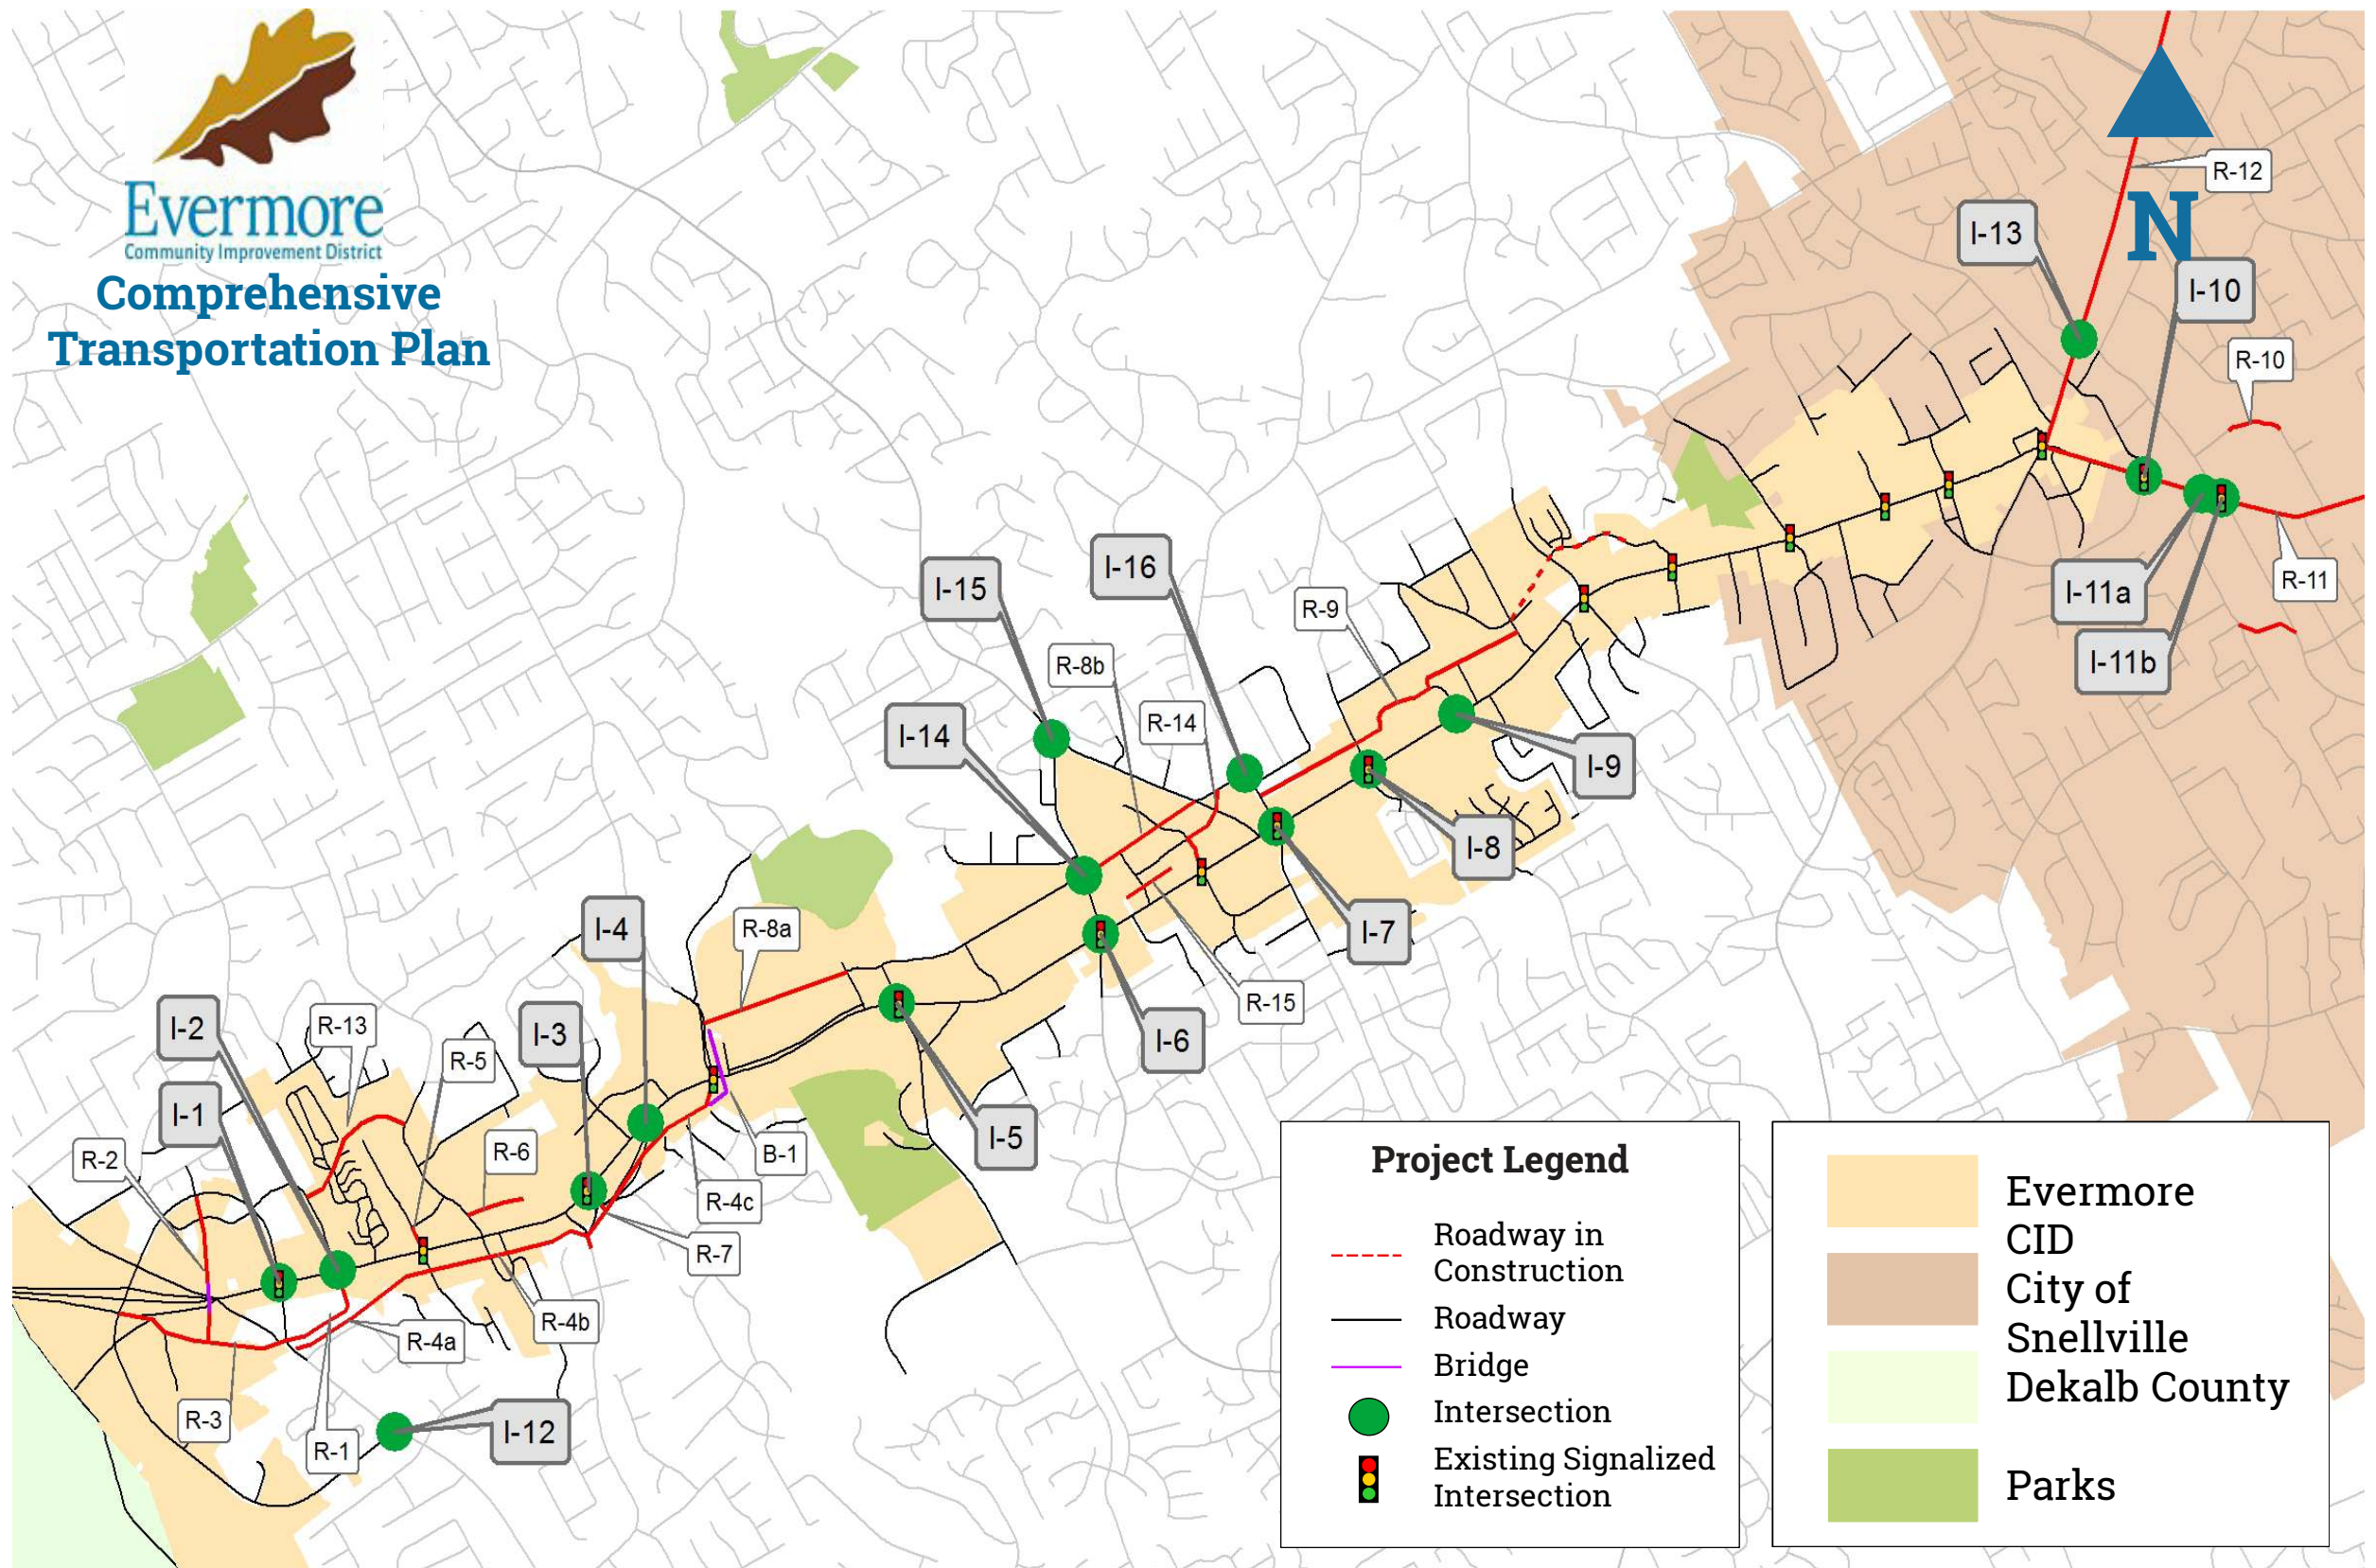 Evermore
Community Improvement District
Comprehensive
Transportation Plan
R-12
N
I-13
I-10
R-10
I-15
I-16
R-9
I-11a
R-11
I-11b
R-8b
R-14
I-14
I-9
I-8
I-4
R-8a
I-7
I-2
R-13
I-3
R-15
I-6
R-5
I-1
I-5
R-2
R-6
B-1
R-4c
R-7
R-4b
R-4a
R-3
R-1
I-12
Project Legend
Roadway in
Construction
Roadway
Bridge
Intersection
Existing Signalized
Intersection
Evermore
CID
City of
Snellville
Dekalb County
Parks